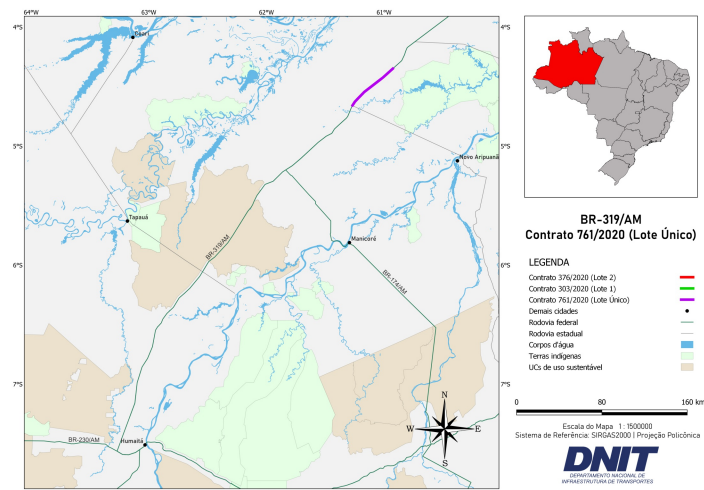 64°W
63°W
62°W
61°W
4°S
4°S
Beari
5°S
5°S
Novo Aripuanã
Tapauá
BR-319/AM
Manicoré
6°S
6°S
BR-174/AM
7°S
7°S
BR-230/AM
Humaitá
N
W
E
S
BR-319/AM
Contrato 761/2020 (Lote Único)
LEGENDA
Contrato 376/2020 (Lote 2)
Contrato 303/2020 (Lote 1)
Contrato 761/2020 (Lote Único)
Demais cidades
Rodovia federal
Rodovia estadual
Corpos d'água
Terras indígenas
UCs de uso sustentável
0 80 160 km
Escala do Mapa 1:1500000
Sistema de Referência: SIRGAS2000 | Projeção Policônica
DNIT
DEPARTAMENTO NACIONAL DE
INFRAESTRUTURA DE TRANSPORTES